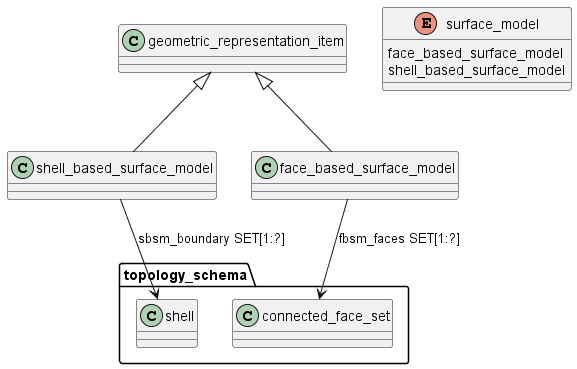 C geometric_representation_item
E surface_model
face_based_surface_model
shell_based_surface_model
C shell_based_surface_model
C face_based_surface_model
sbsm_boundary SET[1:?]
fbsm_faces SET[1:?]
topology_schema
C shell
C connected_face_set